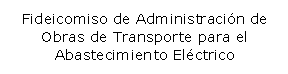 Fideicomiso de Administración de
Obras de Transporte para el
Abastecimiento Eléctrico